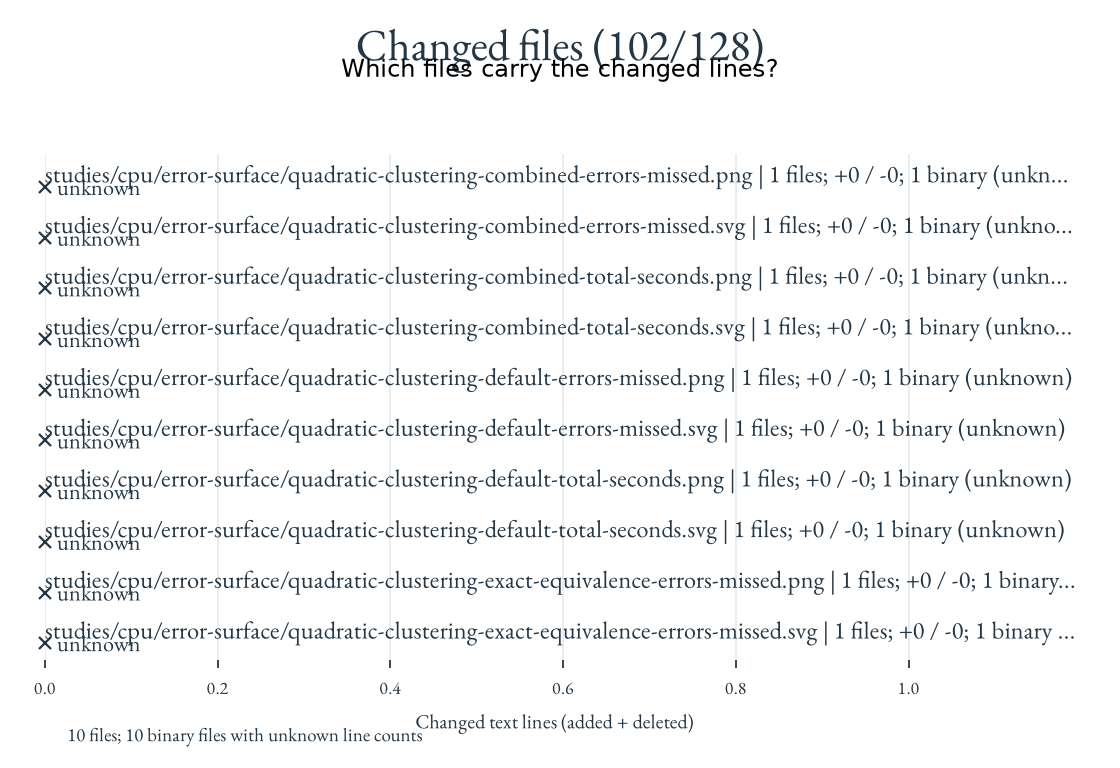 Changed files (102/128)
Which files carry the changed lines?
studies/cpu/error-surface/quadratic-clustering-combined-errors-missed.png | 1 files; +0 / -0; 1 binary (unkn...
unknown
studies/cpu/error-surface/quadratic-clustering-combined-errors-missed.svg | 1 files; +0 / -0; 1 binary (unkno...
unknown
studies/cpu/error-surface/quadratic-clustering-combined-total-seconds.png | 1 files; +0 / -0; 1 binary (unkn...
unknown
studies/cpu/error-surface/quadratic-clustering-combined-total-seconds.svg | 1 files; +0 / -0; 1 binary (unkno...
unknown
studies/cpu/error-surface/quadratic-clustering-default-errors-missed.png | 1 files; +0 / -0; 1 binary (unknown)
unknown
studies/cpu/error-surface/quadratic-clustering-default-errors-missed.svg | 1 files; +0 / -0; 1 binary (unknown)
unknown
studies/cpu/error-surface/quadratic-clustering-default-total-seconds.png | 1 files; +0 / -0; 1 binary (unknown)
unknown
studies/cpu/error-surface/quadratic-clustering-default-total-seconds.svg | 1 files; +0 / -0; 1 binary (unknown)
unknown
studies/cpu/error-surface/quadratic-clustering-exact-equivalence-errors-missed.png | 1 files; +0 / -0; 1 binary...
unknown
studies/cpu/error-surface/quadratic-clustering-exact-equivalence-errors-missed.svg | 1 files; +0 / -0; 1 binary ...
unknown
0.0 0.2 0.4 0.6 0.8 1.0
Changed text lines (added + deleted)
10 files; 10 binary files with unknown line counts